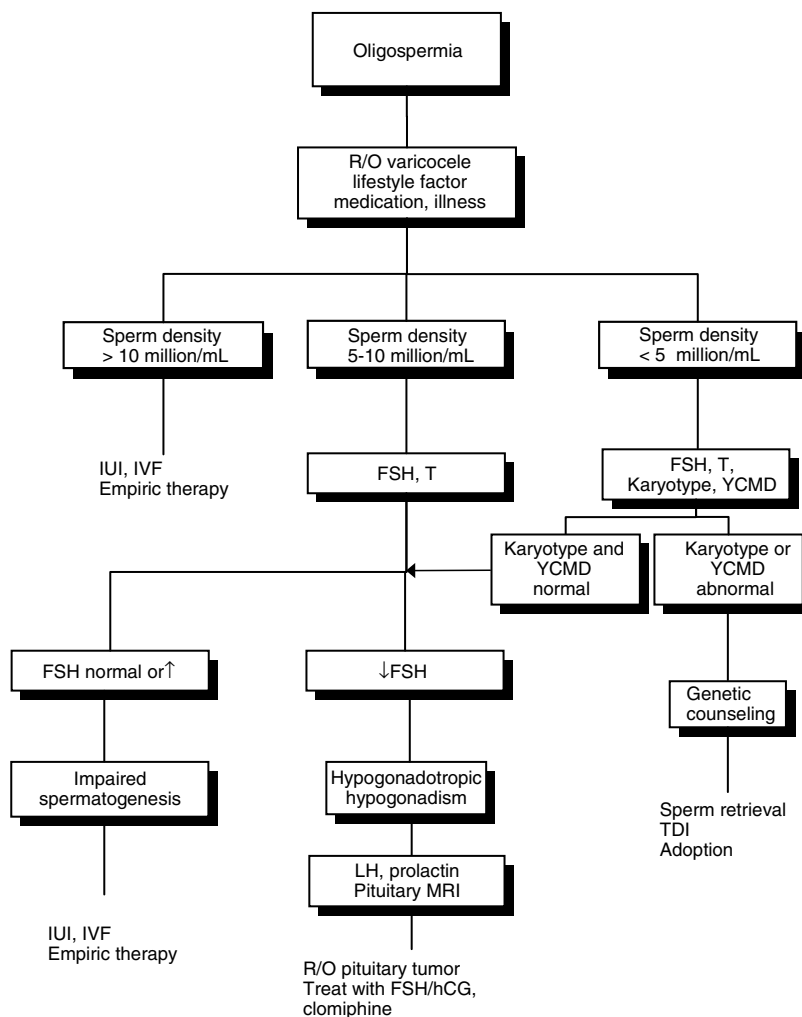 Oligospermia
R/O varicocele
lifestyle factor
medication, illness
Sperm density
> 10 million/mL
Sperm density
5-10 million/mL
Sperm density
< 5 million/mL
IUI, IVF
Empiric therapy
FSH, T
FSH, T,
Karyotype, YCMD
Karyotype and
YCMD
normal
Karyotype or
YCMD
abnormal
FSH normal or↑
↓FSH
Genetic
counseling
Impaired
spermatogenesis
Hypogonadotropic
hypogonadism
Sperm retrieval
TDI
Adoption
LH, prolactin
Pituitary MRI
IUI, IVF
Empiric therapy
R/O pituitary tumor
Treat with FSH/hCG,
clomiphine